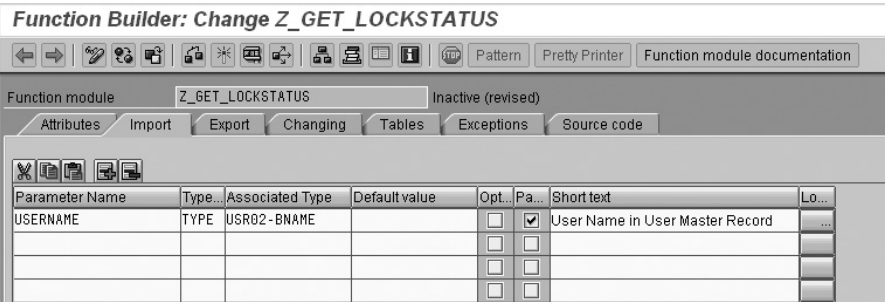 Function Builder: Change Z_GET_LOCKSTATUS
Pattern Pretty Printer Function module documentation
Function module Z_GET_LOCKSTATUS Inactive (revised)
Attributes Import Export Changing Tables Exceptions Source code
Parameter Name Type... Associated Type Default value Opt... Pa... Short text Lo...
USERNAME TYPE USR02-BNAME User Name in User Master Record ...